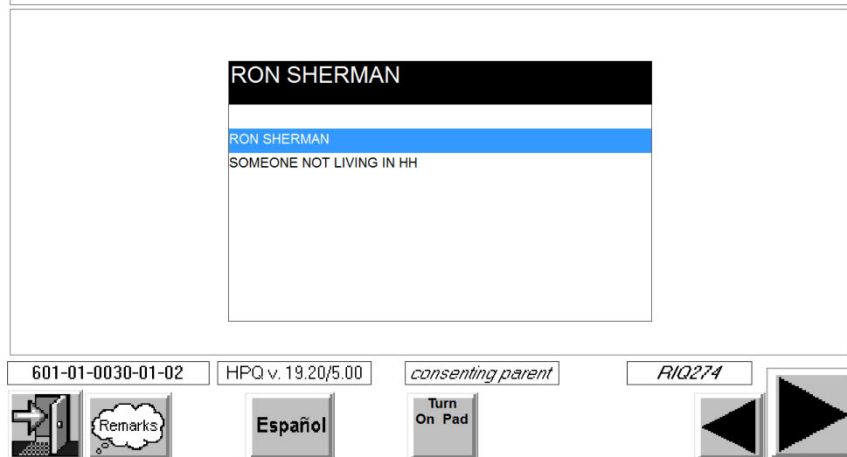 RON SHERMAN
RON SHERMAN
SOMEONE NOT LIVING IN HH
601-01-0030-01-02 HPQ v. 19.20/5.00 consenting parent RIQ274
Remarks Español Turn
On Pad